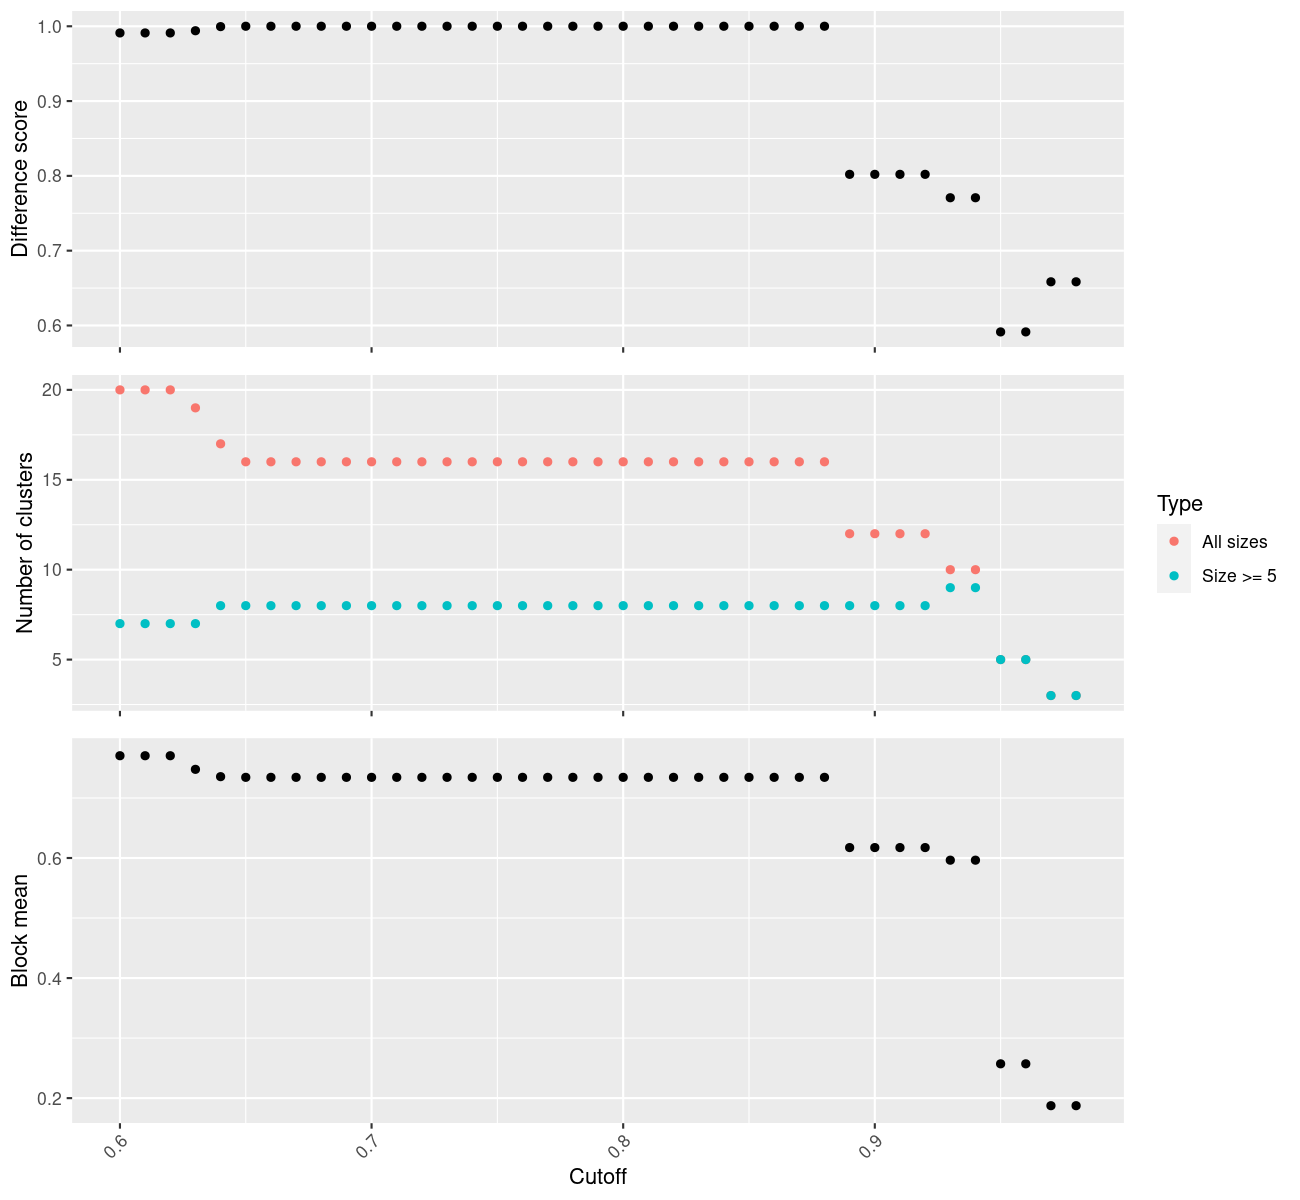 Difference score
1.0
0.9
0.8
0.7
0.6
Number of clusters
20
15
10
5
Type
All sizes
Size >= 5
Block mean
0.6
0.4
0.2
0.6 0.7 0.8 0.9
Cutoff